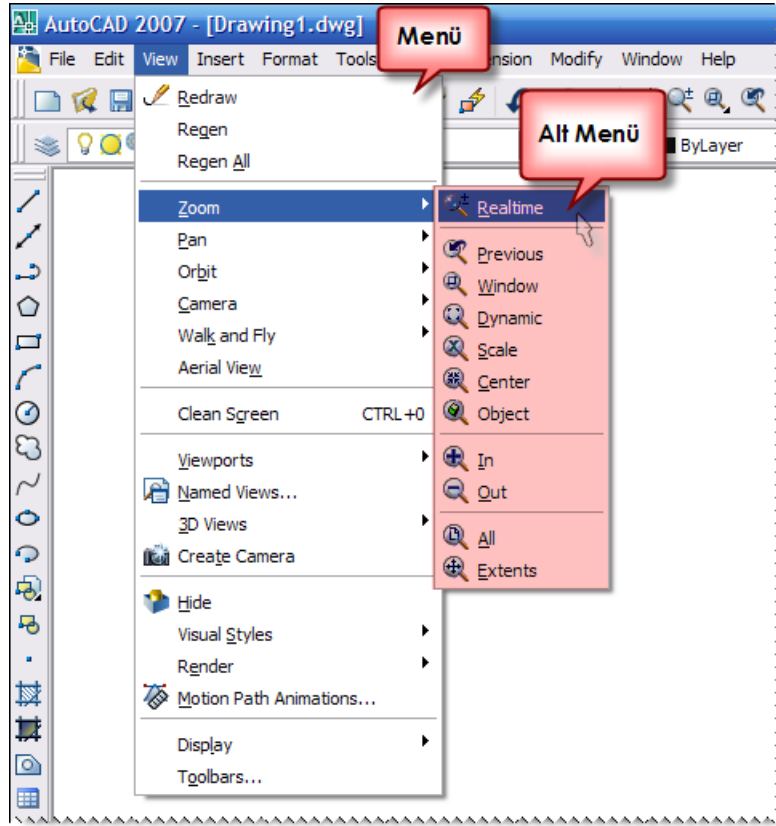 AutoCAD 2007 - [Drawing1.dwg]
Menü
File Edit View Insert Format Tools Modify Window Help
Alt Menü
ByLayer
Redraw
Regen
Regen All
Zoom
Pan
Orbit
Camera
Walk and Fly
Aerial View
Clean Screen CTRL+0
Viewports
Named Views...
3D Views
Create Camera
Hide
Visual Styles
Render
Motion Path Animations...
Display
Toolbars...
Realtime
Previous
Window
Dynamic
Scale
Center
Object
In
Out
All
Extents